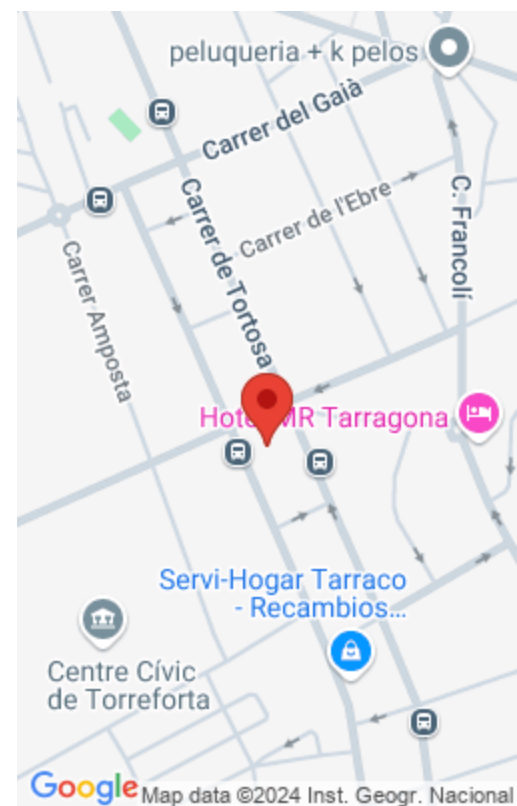 peluqueria + k pelos
Carrer del Gaià
Carrer de l'Ebre
C. Francolí
Carrer de Tortosa
Carrer Amposta
Hotel MR Tarragona
Servi-Hogar Tarraco
- Recambios...
Centre Cívic
de Torreforta
Google Map data ©2024 Inst. Geogr. Nacional